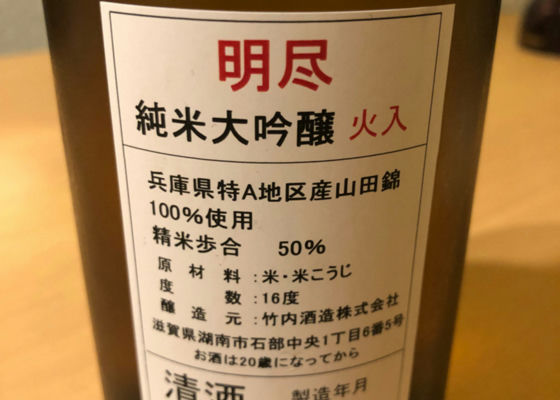 明尽
純米大吟醸 火入
兵庫県特A地区産山田錦
100%使用
精米歩合 50%
原材料:米・米こうじ
度数:16度
醸造元:竹内酒造株式会社
滋賀県湖南市石部中央1丁目6番5号
お酒は20歳になってから
清酒 製造年月